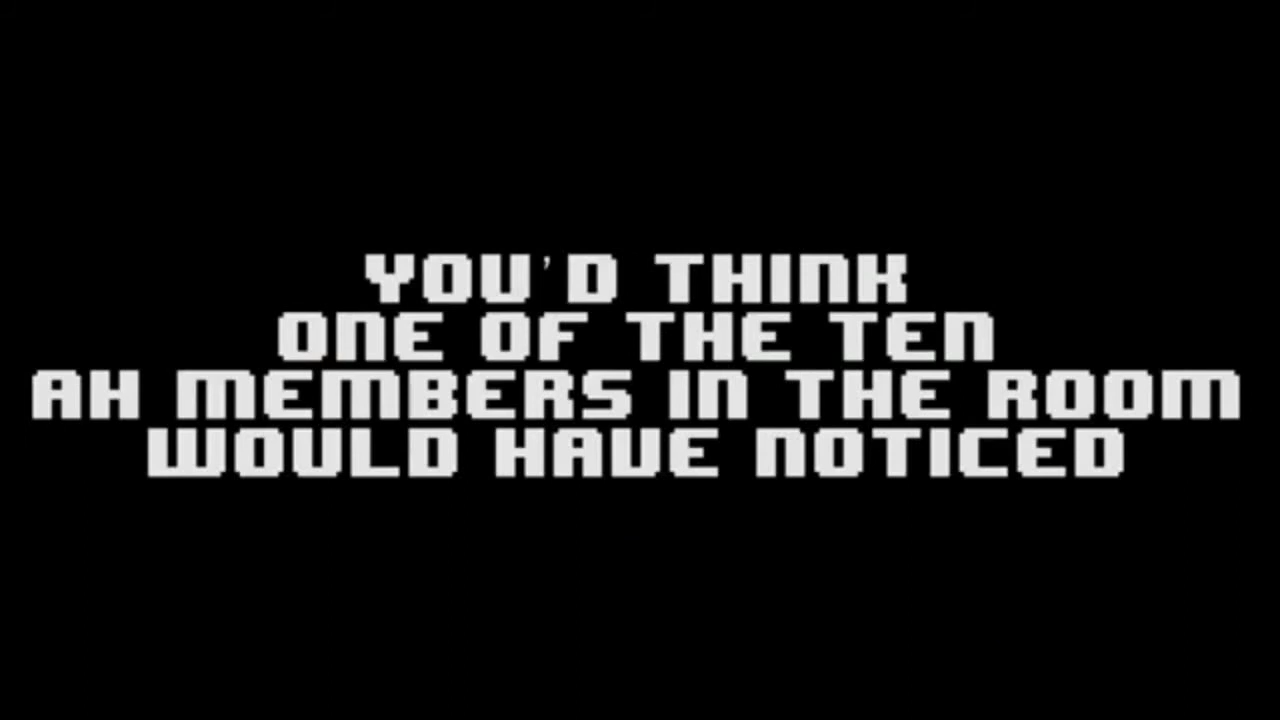 YOU'D THINK
ONE OF THE TEN
AH MEMBERS IN THE ROOM
WOULD HAVE NOTICED